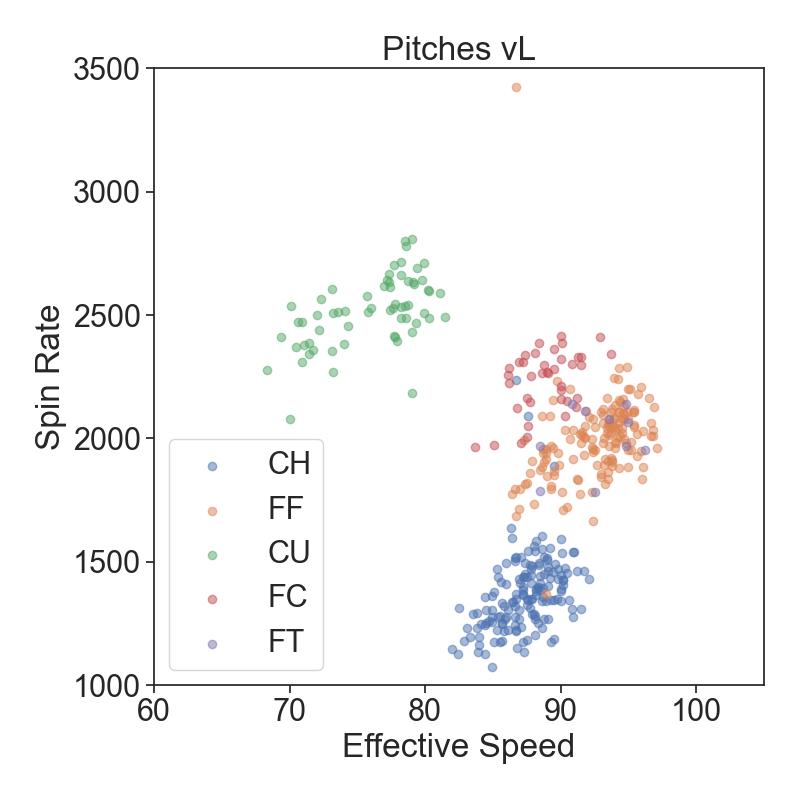 Pitches vL
3500
3000
2500
2000
1500
1000
Spin Rate
CH
FF
CU
FC
FT
60 70 80 90 100
Effective Speed